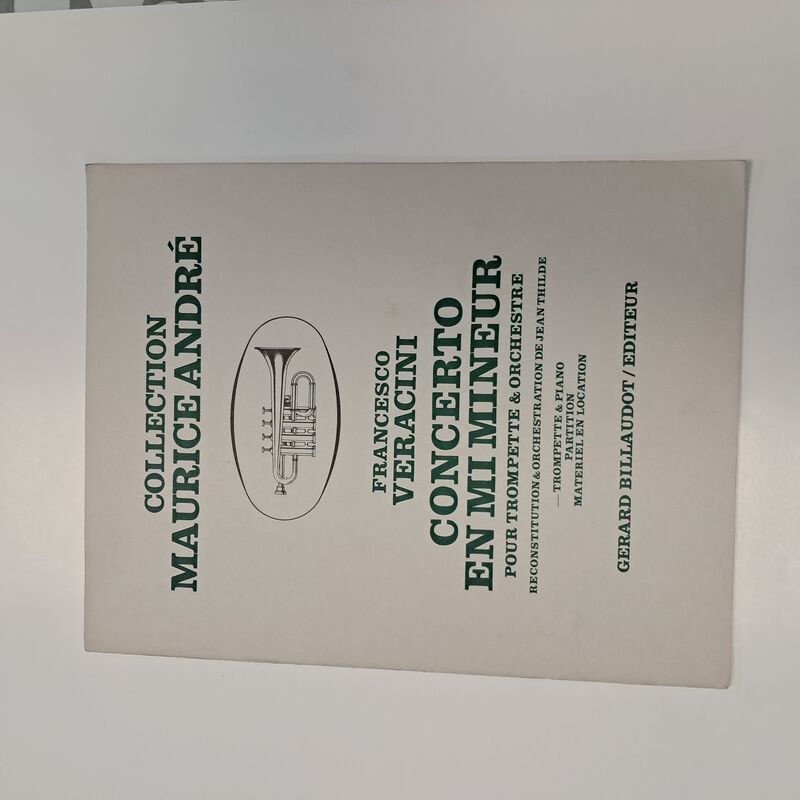 COLLECTION
MAURICE ANDRÉ
FRANCESCO
VERACINI
CONCERTO
EN MI MINEUR
POUR TROMPETTE & ORCHESTRE
RECONSTITUTION & ORCHESTRATION DE JEAN THILDE
— TROMPETTE & PIANO
PARTITION
MATERIEL EN LOCATION
GERARD BILLAUDOT / EDITEUR